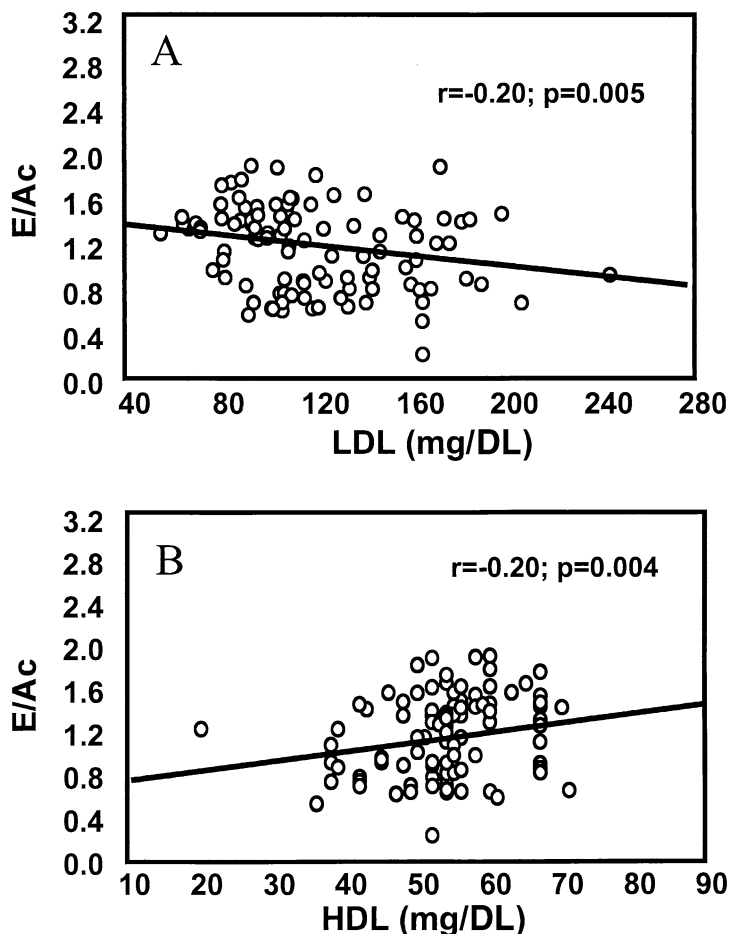 3.2
A
2.8
r=-0.20; p=0.005
2.4
2.0
1.6
1.2
0.8
0.4
0.0
E/Ac
40 80 120 160 200 240 280
LDL (mg/DL)
3.2
B
2.8
r=-0.20; p=0.004
2.4
2.0
1.6
1.2
0.8
0.4
0.0
E/Ac
10 20 30 40 50 60 70 80 90
HDL (mg/DL)